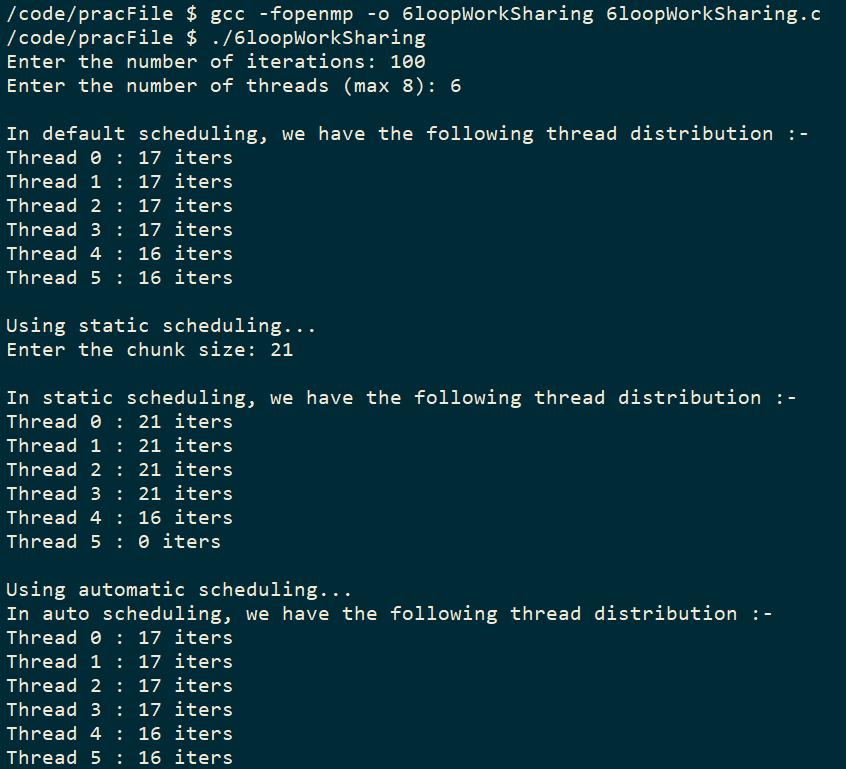 /code/pracFile $ gcc -fopenmp -o 6loopWorkSharing 6loopWorkSharing.c
/code/pracFile $ ./6loopWorkSharing
Enter the number of iterations: 100
Enter the number of threads (max 8): 6
In default scheduling, we have the following thread distribution :-
Thread 0 : 17 iters
Thread 1 : 17 iters
Thread 2 : 17 iters
Thread 3 : 17 iters
Thread 4 : 16 iters
Thread 5 : 16 iters
Using static scheduling...
Enter the chunk size: 21
In static scheduling, we have the following thread distribution :-
Thread 0 : 21 iters
Thread 1 : 21 iters
Thread 2 : 21 iters
Thread 3 : 21 iters
Thread 4 : 16 iters
Thread 5 : 0 iters
Using automatic scheduling...
In auto scheduling, we have the following thread distribution :-
Thread 0 : 17 iters
Thread 1 : 17 iters
Thread 2 : 17 iters
Thread 3 : 17 iters
Thread 4 : 16 iters
Thread 5 : 16 iters